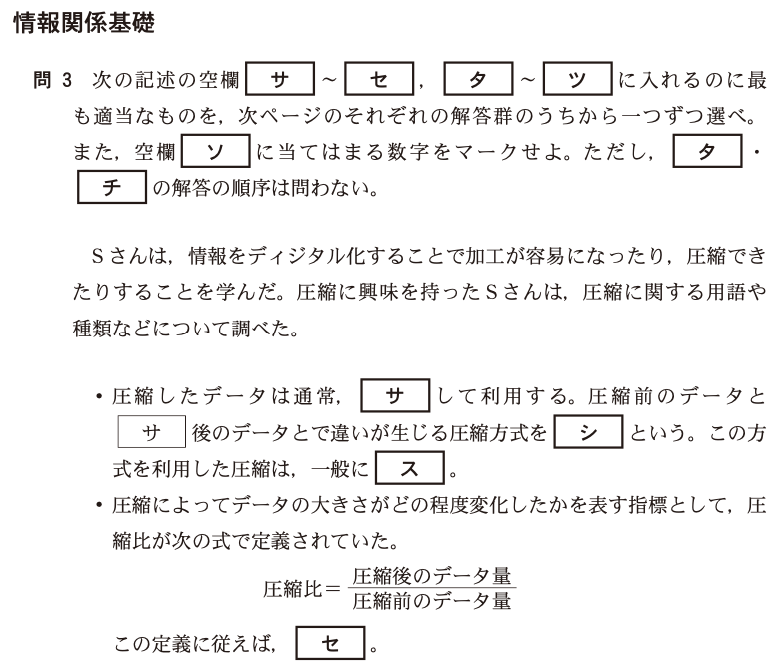 情報関係基礎
問 3 次の記述の空欄 サ ～ セ ， タ ～ ツ に入れるのに最
も適当なものを，次ページのそれぞれの解答群のうちから一つずつ選べ。
また，空欄 ソ に当てはまる数字をマークせよ。ただし， タ ・
チ の解答の順序は問わない。
Sさんは，情報をディジタル化することで加工が容易になったり，圧縮でき
たりすることを学んだ。圧縮に興味を持ったSさんは，圧縮に関する用語や
種類などについて調べた。
・圧縮したデータは通常， サ して利用する。圧縮前のデータと
サ 後のデータとで違いが生じる圧縮方式を シ という。この方
式を利用した圧縮は，一般に ス 。
・圧縮によってデータの大きさがどの程度変化したかを表す指標として，圧
縮比が次の式で定義されていた。
圧縮比＝ 圧縮後のデータ量
圧縮前のデータ量
この定義に従えば， セ 。